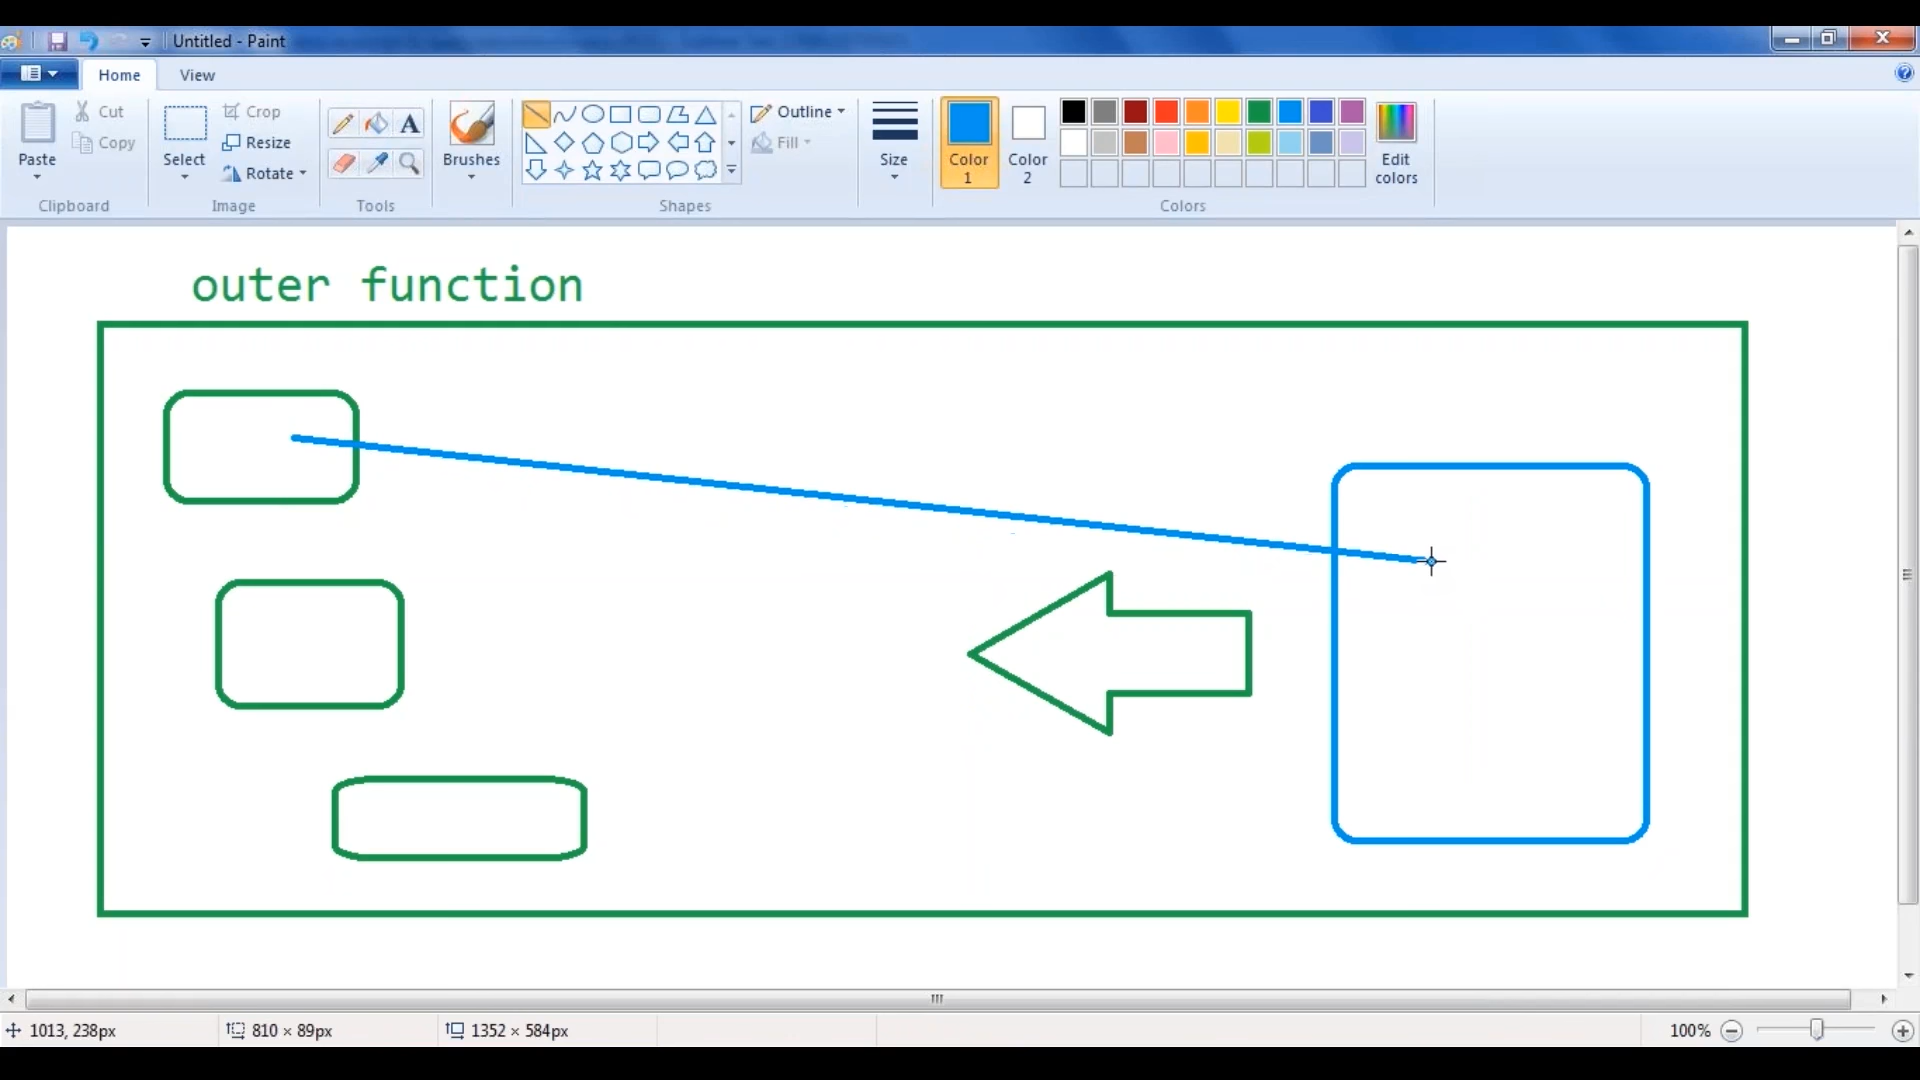 Untitled - Paint
Home View
Cut
Copy
Paste
Clipboard
Crop
Resize
Rotate
Select
Image
A
Tools
Brushes
Outline
Fill
Shapes
Size
Color 1
Color 2
Edit colors
Colors
outer function
1013, 238px
810 × 89px
1352 × 584px
100%